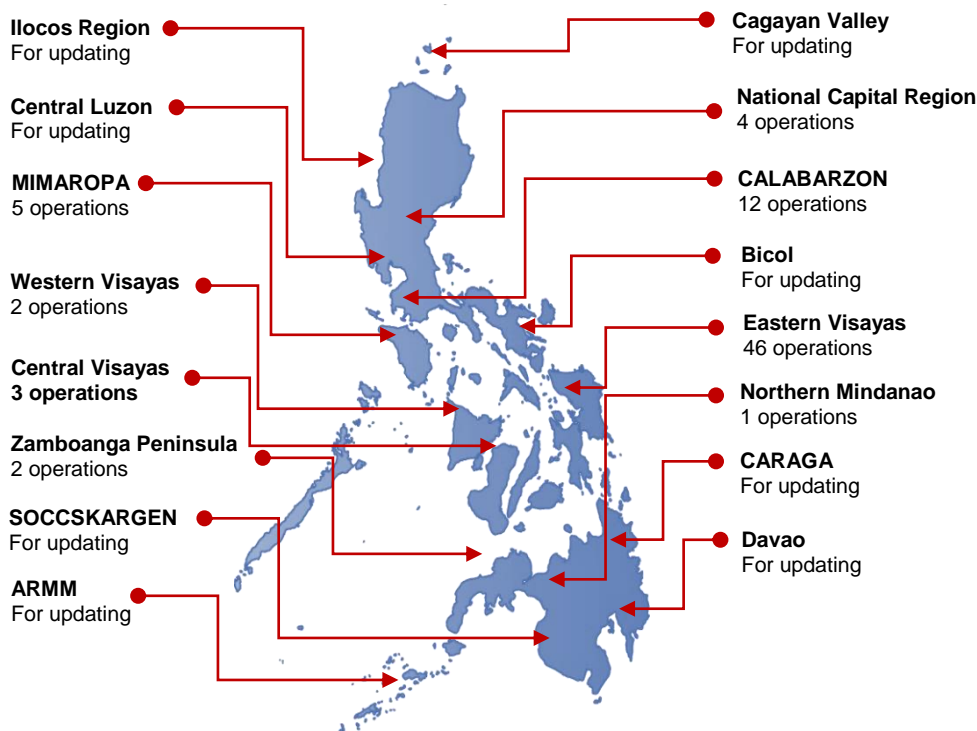 Ilocos Region
For updating
Central Luzon
For updating
MIMAROPA
5 operations
Western Visayas
2 operations
Central Visayas
3 operations
Zamboanga Peninsula
2 operations
SOCCSKARGEN
For updating
ARMM
For updating
Cagayan Valley
For updating
National Capital Region
4 operations
CALABARZON
12 operations
Bicol
For updating
Eastern Visayas
46 operations
Northern Mindanao
1 operations
CARAGA
For updating
Davao
For updating